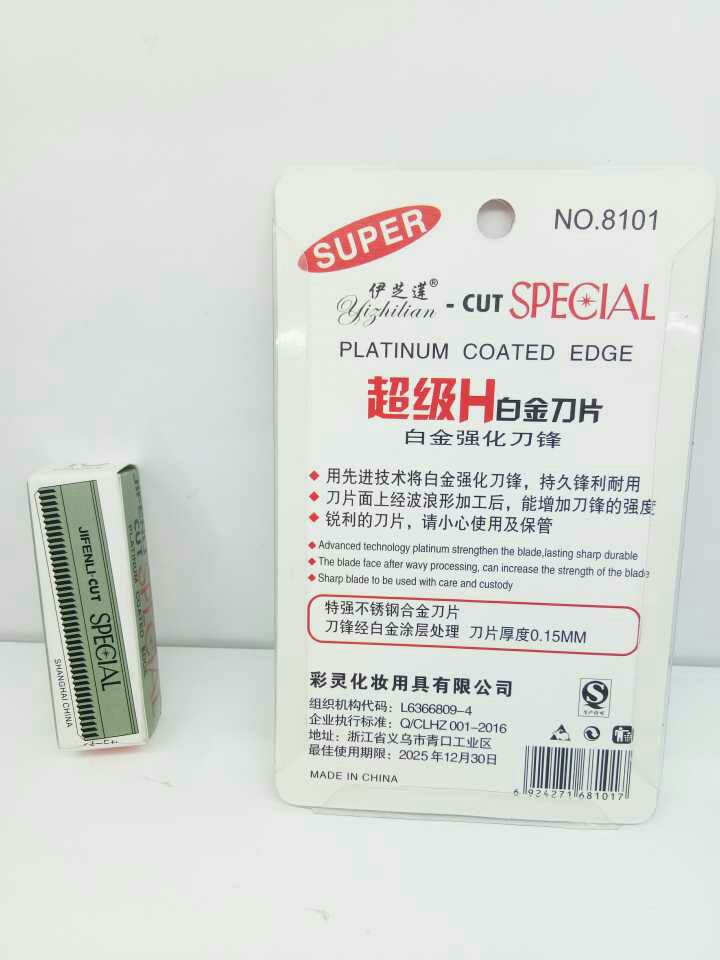 SUPER
NO.8101
伊芝莲®
Yizhilian - CUT SPECIAL
PLATINUM COATED EDGE
超级H白金刀片
白金强化刀锋
用先进技术将白金强化刀锋，持久锋利耐用
刀片面上经波浪形加工后，能增加刀锋的强度
锐利的刀片，请小心使用及保管
Advanced technology platinum strengthen the blade,lasting sharp durable
The blade face after wavy processing, can increase the strength of the blade
Sharp blade to be used with care and custody
特强不锈钢合金刀片
刀锋经白金涂层处理 刀片厚度0.15MM
彩灵化妆用具有限公司
组织机构代码：L6366809-4
企业执行标准：Q/CLHZ 001-2016
地址：浙江省义乌市青口工业区
最佳使用期限：2025年12月30日
MADE IN CHINA
6 924271 681017
JIFENLI-CUT SPECIAL
SHANGHAI CHINA
CUT
PLATINUM COATED EDGE